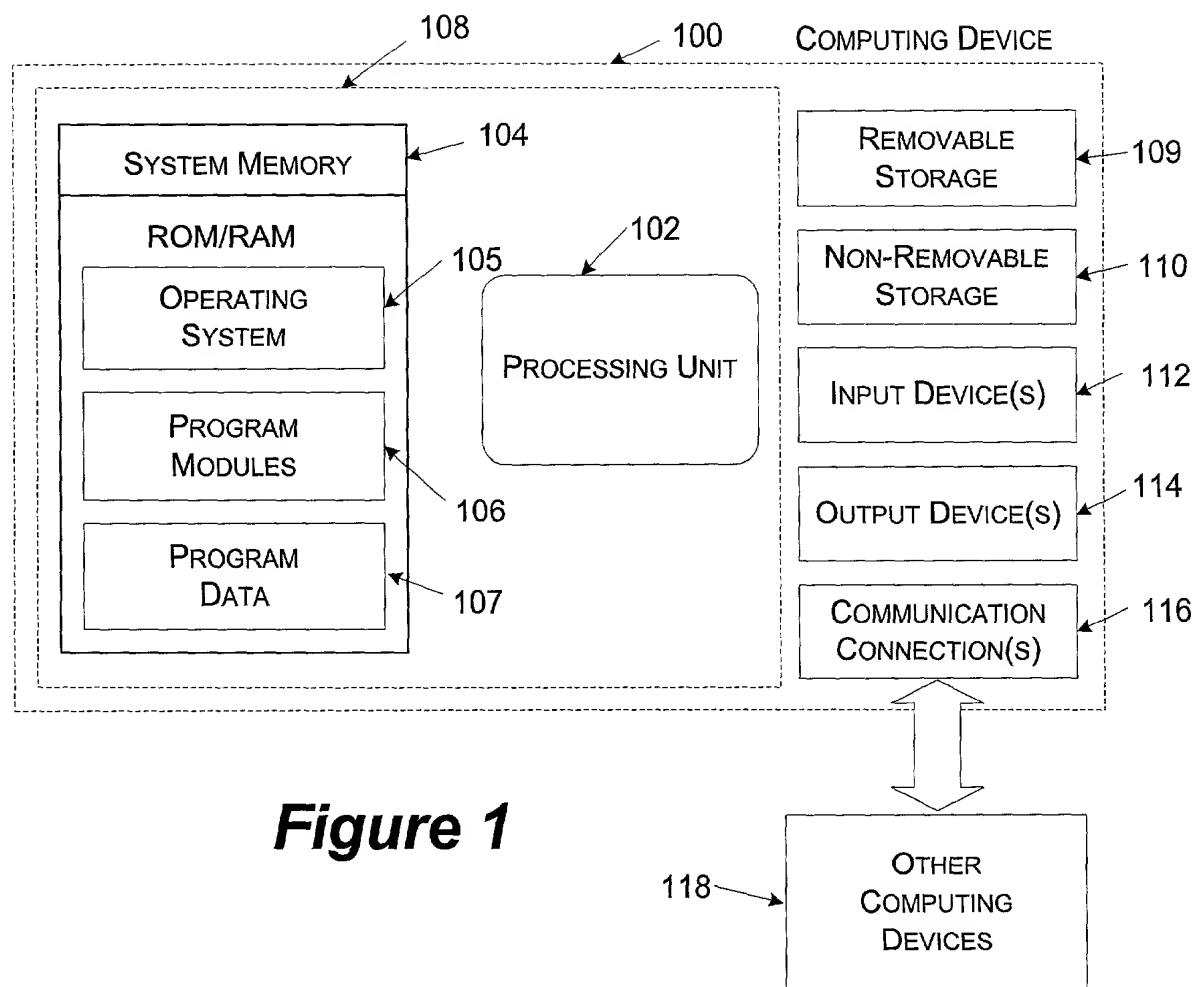 108
100
COMPUTING DEVICE
SYSTEM MEMORY
104
ROM/RAM
OPERATING
SYSTEM
105
PROGRAM
MODULES
106
PROGRAM
DATA
107
102
PROCESSING UNIT
REMOVABLE
STORAGE
109
NON-REMOVABLE
STORAGE
110
INPUT DEVICE(S)
112
OUTPUT DEVICE(S)
114
COMMUNICATION
CONNECTION(S)
116
Figure 1
118
OTHER
COMPUTING
DEVICES